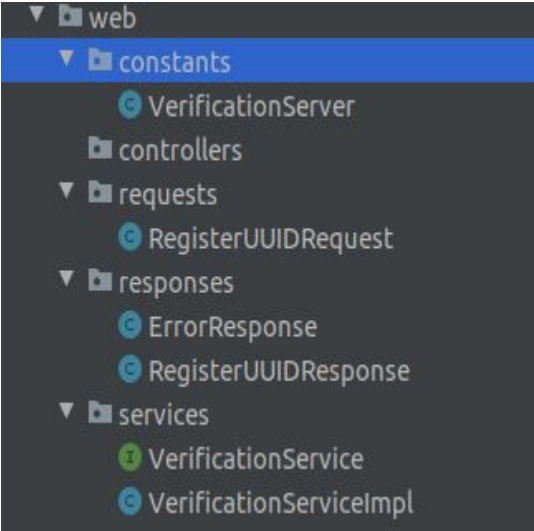 web
constants
VerificationServer
controllers
requests
RegisterUUIDRequest
responses
ErrorResponse
RegisterUUIDResponse
services
VerificationService
VerificationServiceImpl